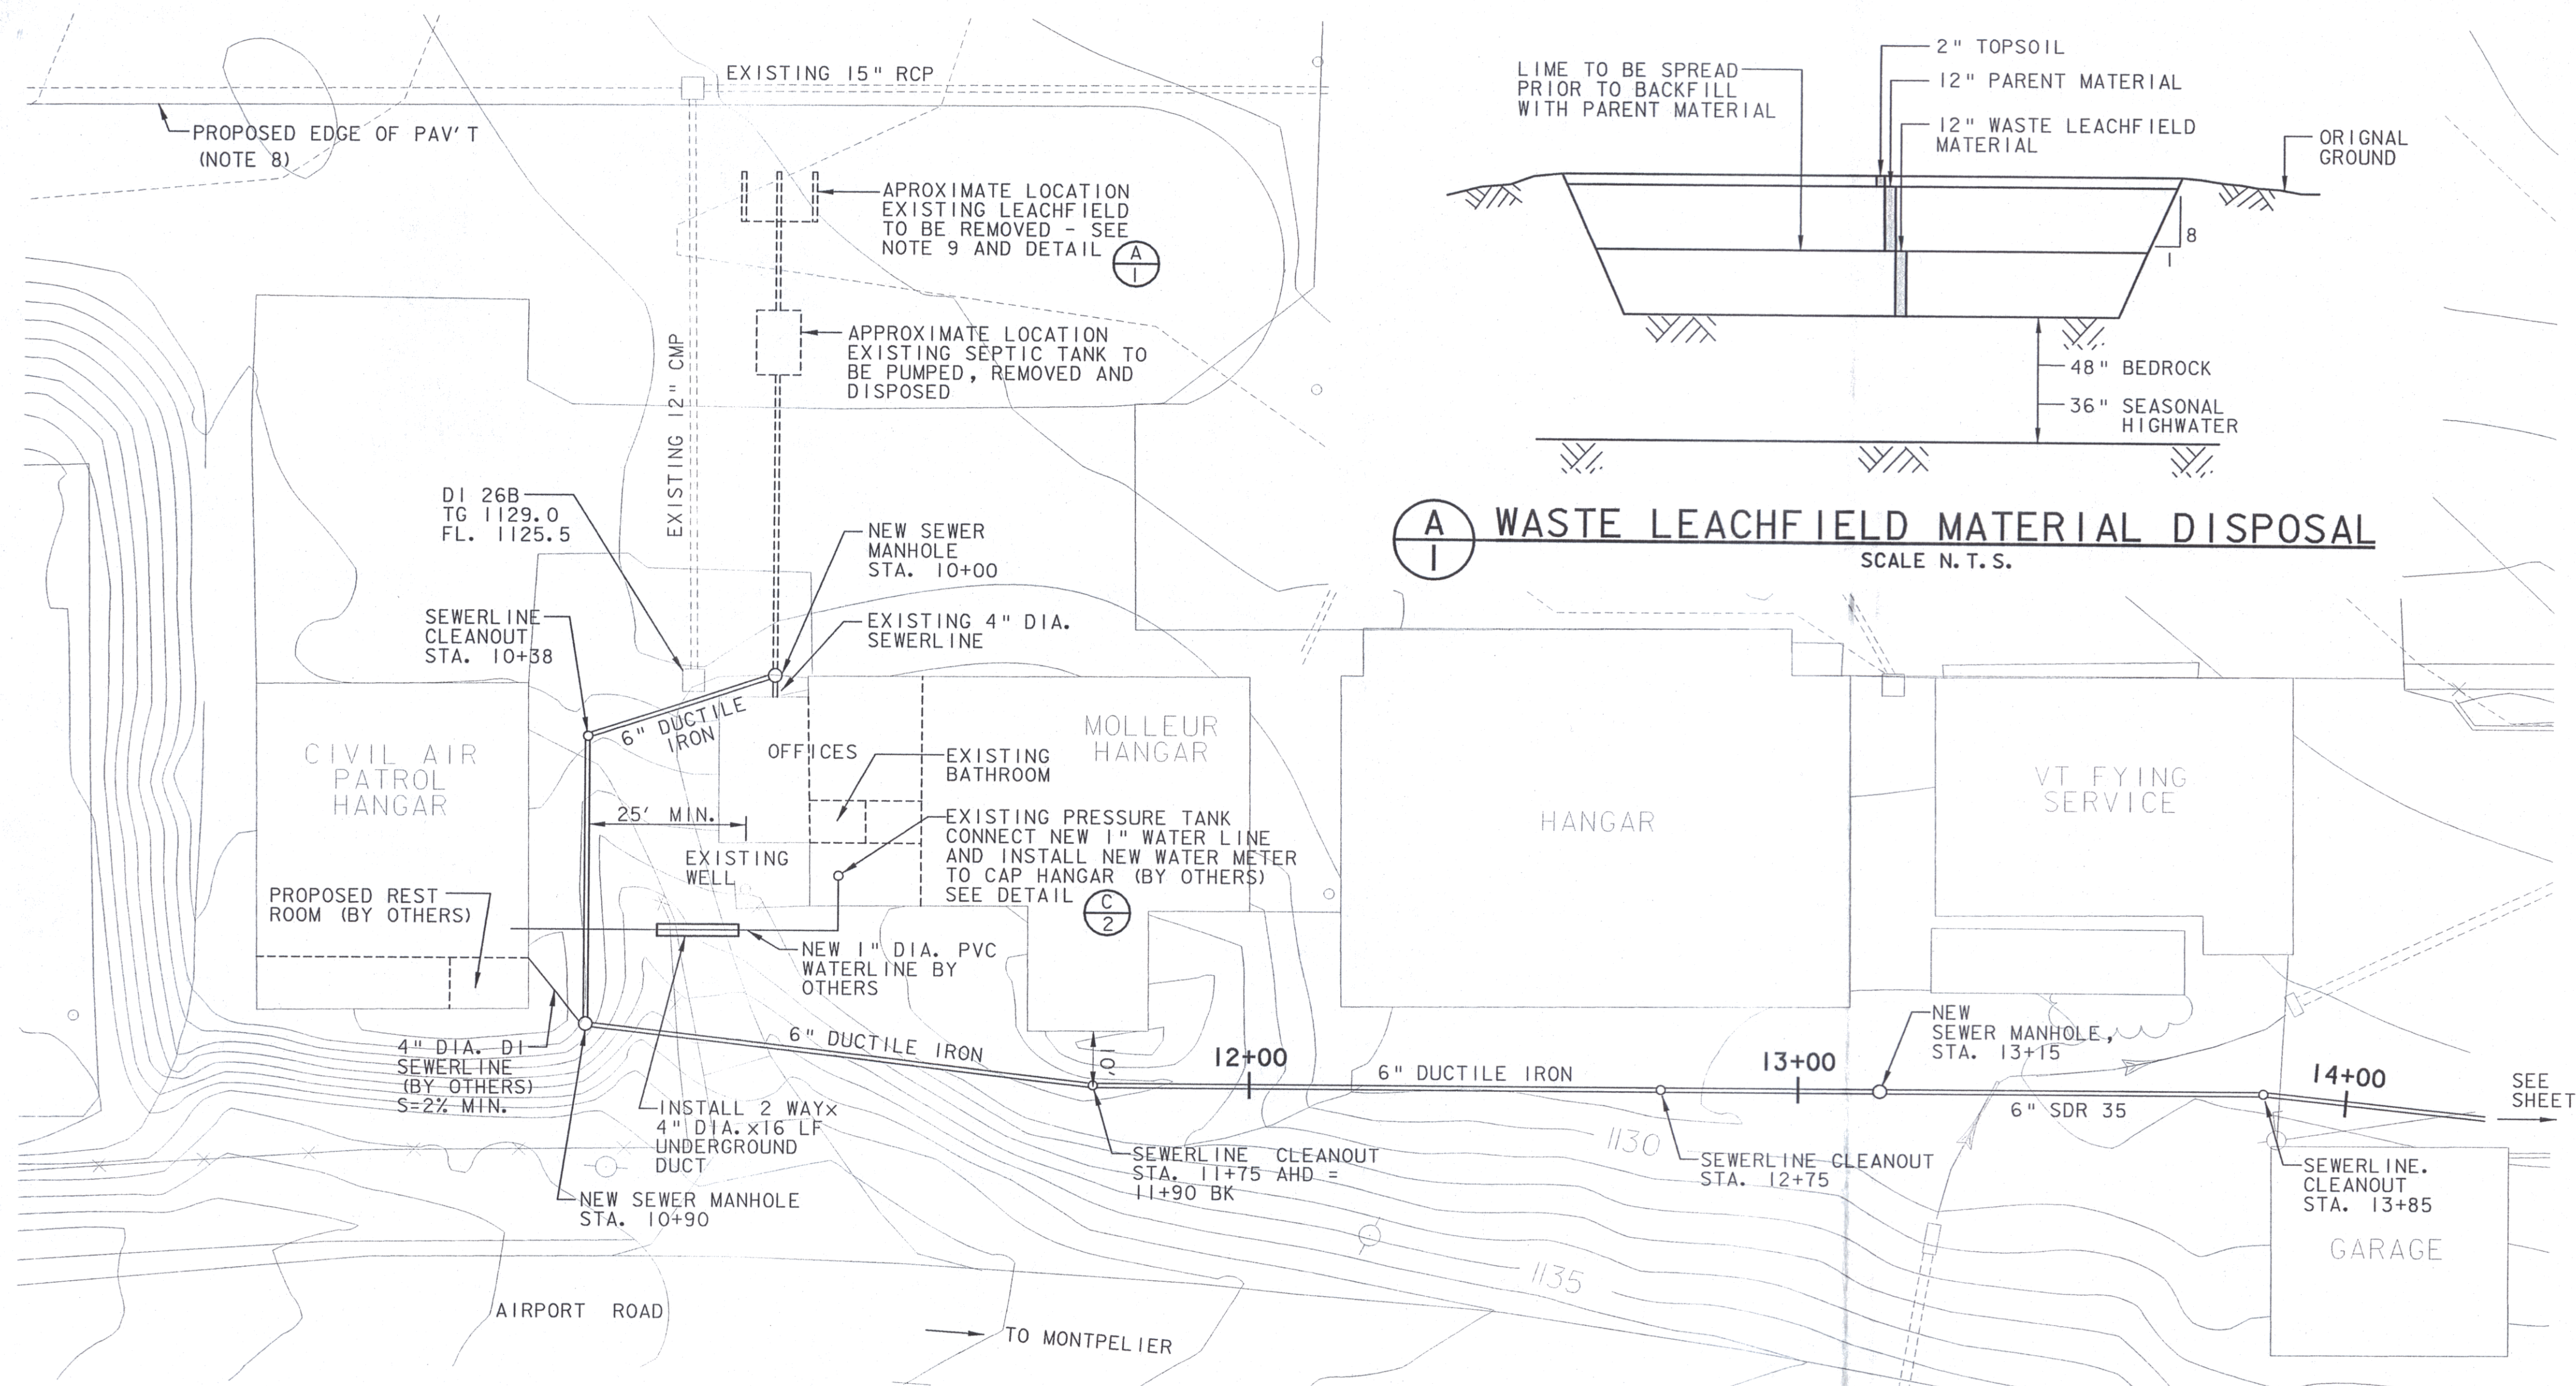 EXISTING 15" RCP
PROPOSED EDGE OF PAV'T
(NOTE 8)
APROXIMATE LOCATION
EXISTING LEACHFIELD
TO BE REMOVED - SEE
NOTE 9 AND DETAIL
A
1
APPROXIMATE LOCATION
EXISTING SEPTIC TANK TO
BE PUMPED, REMOVED AND
DISPOSED
EXISTING 12" CMP
LIME TO BE SPREAD
PRIOR TO BACKFILL
WITH PARENT MATERIAL
2" TOPSOIL
12" PARENT MATERIAL
12" WASTE LEACHFIELD
MATERIAL
ORIGNAL
GROUND
8
1
48" BEDROCK
36" SEASONAL
HIGHWATER
A
1
WASTE LEACHFIELD MATERIAL DISPOSAL
SCALE N.T.S.
DI 26B
TG 1129.0
FL. 1125.5
NEW SEWER
MANHOLE
STA. 10+00
SEWERLINE
CLEANOUT
STA. 10+38
EXISTING 4" DIA.
SEWERLINE
6" DUCTILE
IRON
OFFICES
MOLLEUR
HANGAR
CIVIL AIR
PATROL
HANGAR
EXISTING
BATHROOM
25' MIN.
EXISTING
WELL
EXISTING PRESSURE TANK
CONNECT NEW 1" WATER LINE
AND INSTALL NEW WATER METER
TO CAP HANGAR (BY OTHERS)
SEE DETAIL
C
2
HANGAR
VT FYING
SERVICE
PROPOSED REST
ROOM (BY OTHERS)
NEW 1" DIA. PVC
WATERLINE BY
OTHERS
4" DIA. DI
SEWERLINE
(BY OTHERS)
S=2% MIN.
6" DUCTILE IRON
10'
12+00
6" DUCTILE IRON
13+00
NEW
SEWER MANHOLE,
STA. 13+15
14+00
6" SDR 35
SEE
SHEET
INSTALL 2 WAYx
4" DIA.x16 LF
UNDERGROUND
DUCT
NEW SEWER MANHOLE
STA. 10+90
SEWERLINE CLEANOUT
STA. 11+75 AHD =
11+90 BK
1130
SEWERLINE CLEANOUT
STA. 12+75
SEWERLINE.
CLEANOUT
STA. 13+85
GARAGE
1135
AIRPORT ROAD
TO MONTPELIER